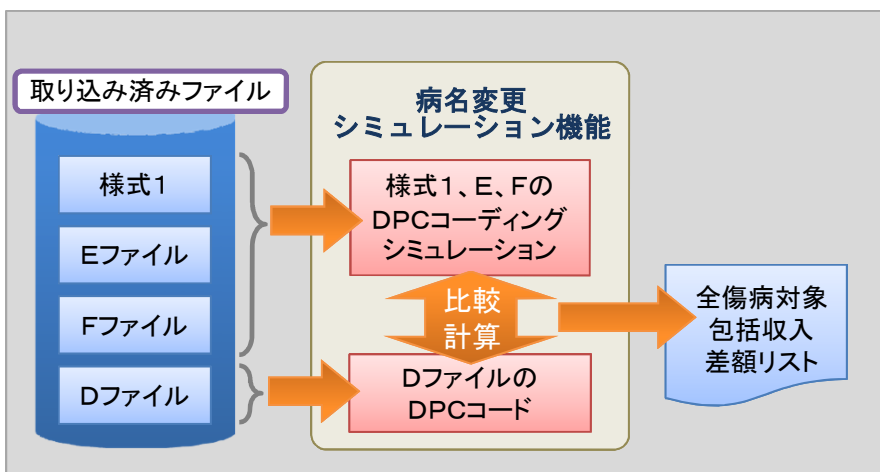 取り込み済みファイル
様式１
Ｅファイル
Ｆファイル
Ｄファイル
病名変更
シミュレーション機能
様式１、Ｅ、Ｆの
ＤＰＣコーディング
シミュレーション
比較
計算
Ｄファイルの
ＤＰＣコード
全傷病対象
包括収入
差額リスト